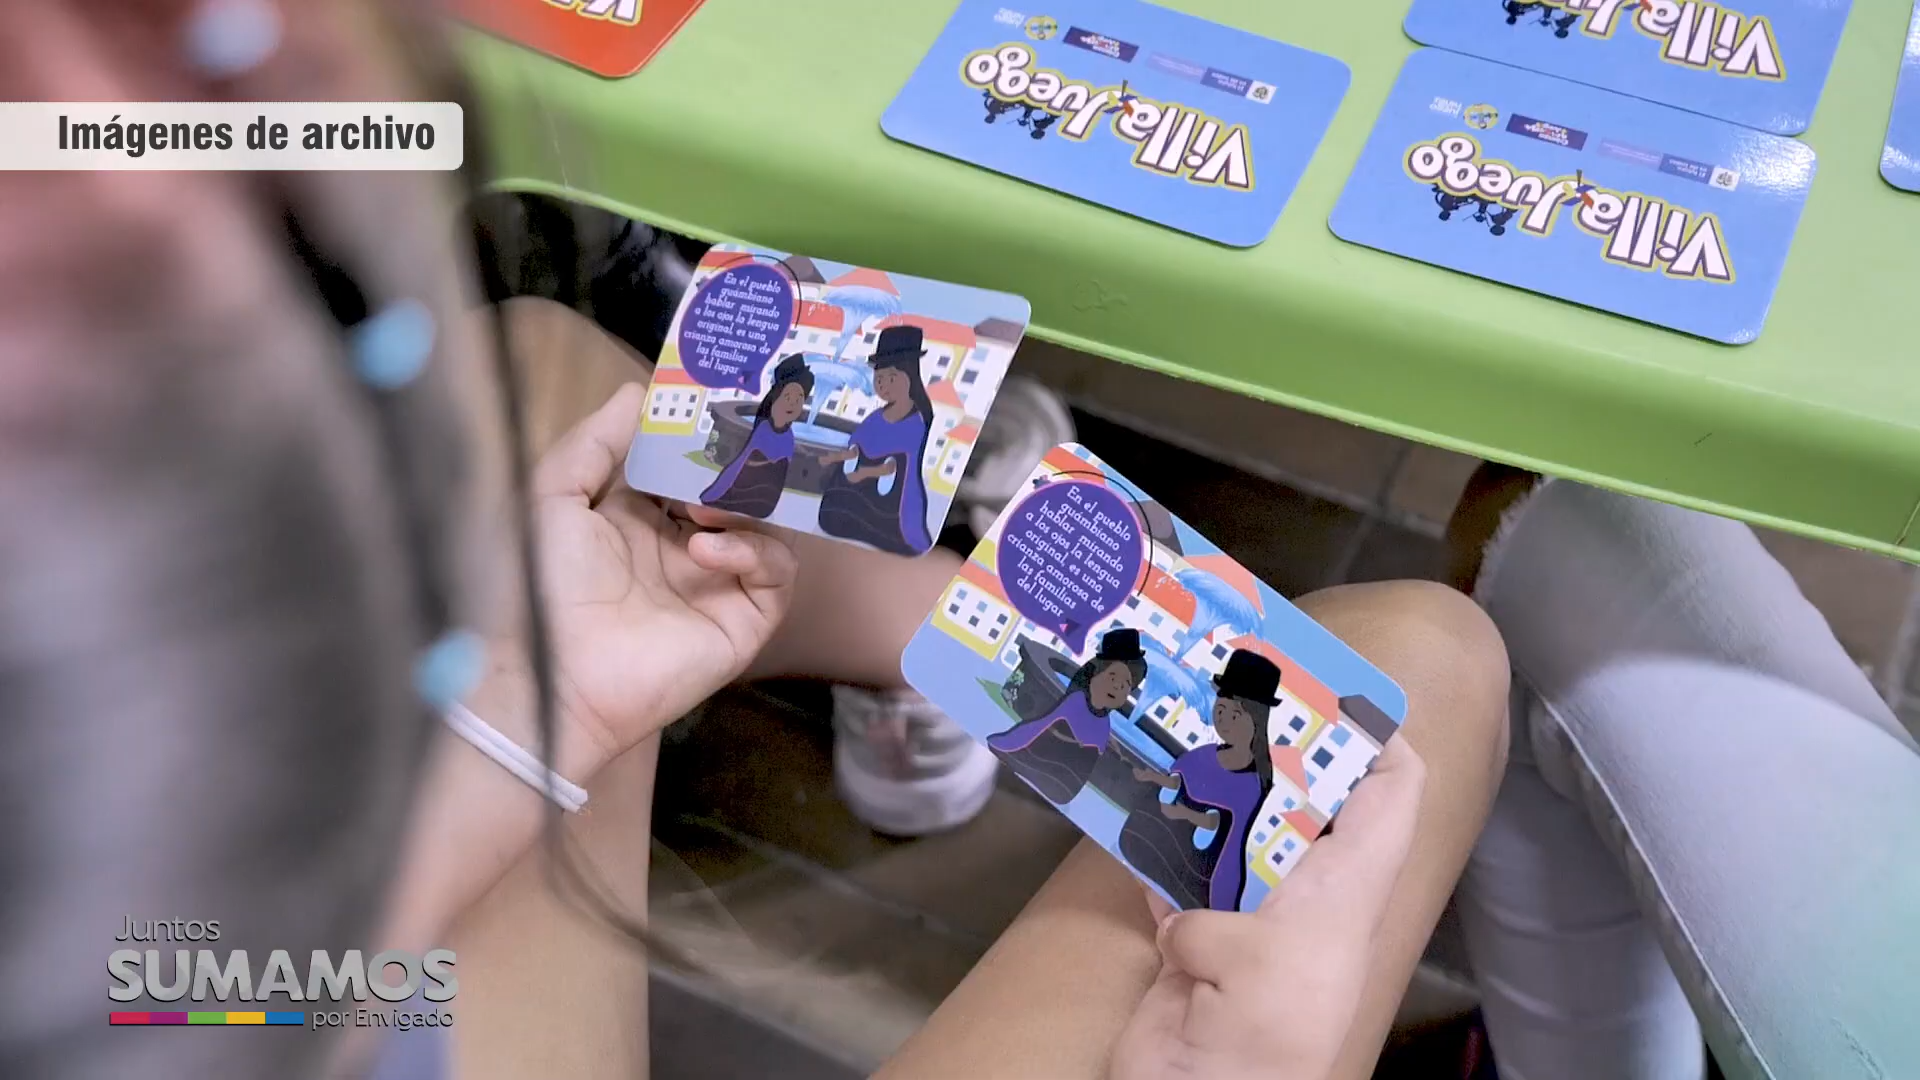 Imágenes de archivo
Villa Juego
Villa Juego
Villa Juego
En el pueblo
guámbiano
hablar mirando
a los ojos la lengua
original, es una
crianza amorosa de
las familias
del lugar
En el pueblo
guámbiano
hablar mirando
a los ojos la lengua
original, es una
crianza amorosa de
las familias
del lugar
Juntos
SUMAMOS
por Envigado